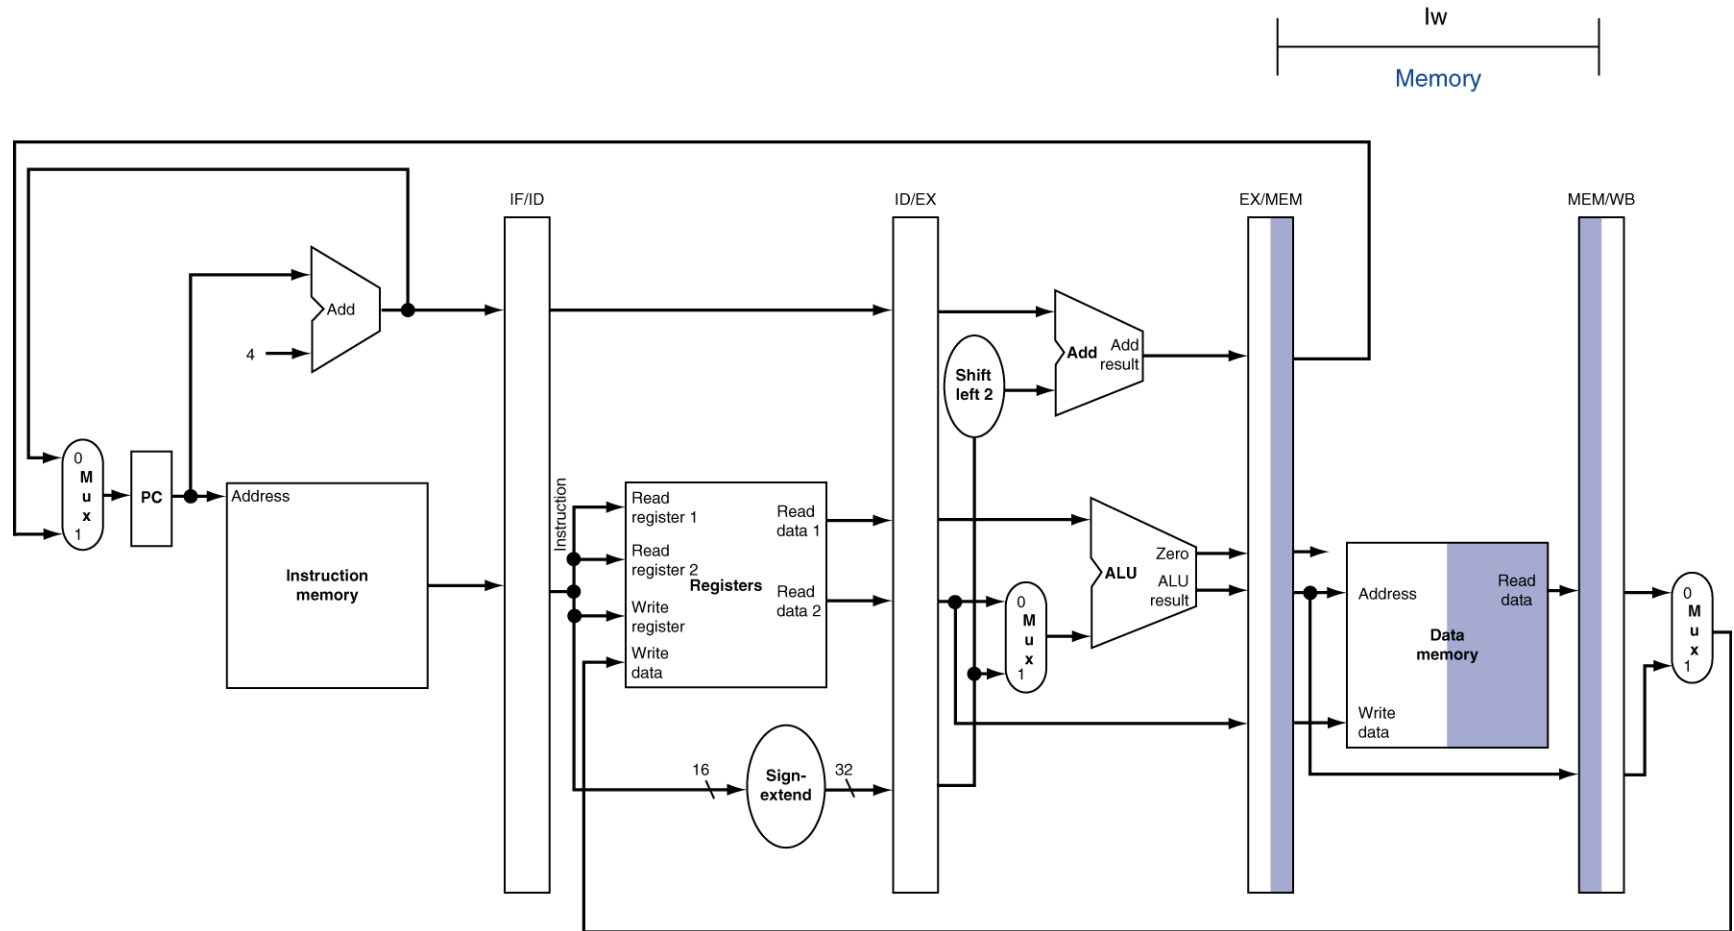 lw
Memory
IF/ID
ID/EX
EX/MEM
MEM/WB
Add
4
Add
Add
result
Shift
left 2
0
M
u
x
1
PC
Address
Instruction
memory
Instruction
Read
register 1
Read
register 2
Write
register
Write
data
Registers
Read
data 1
Read
data 2
16
Sign-
extend
32
0
M
u
x
1
Zero
ALU
ALU
result
Address
Read
data
Data
memory
Write
data
0
M
u
x
1